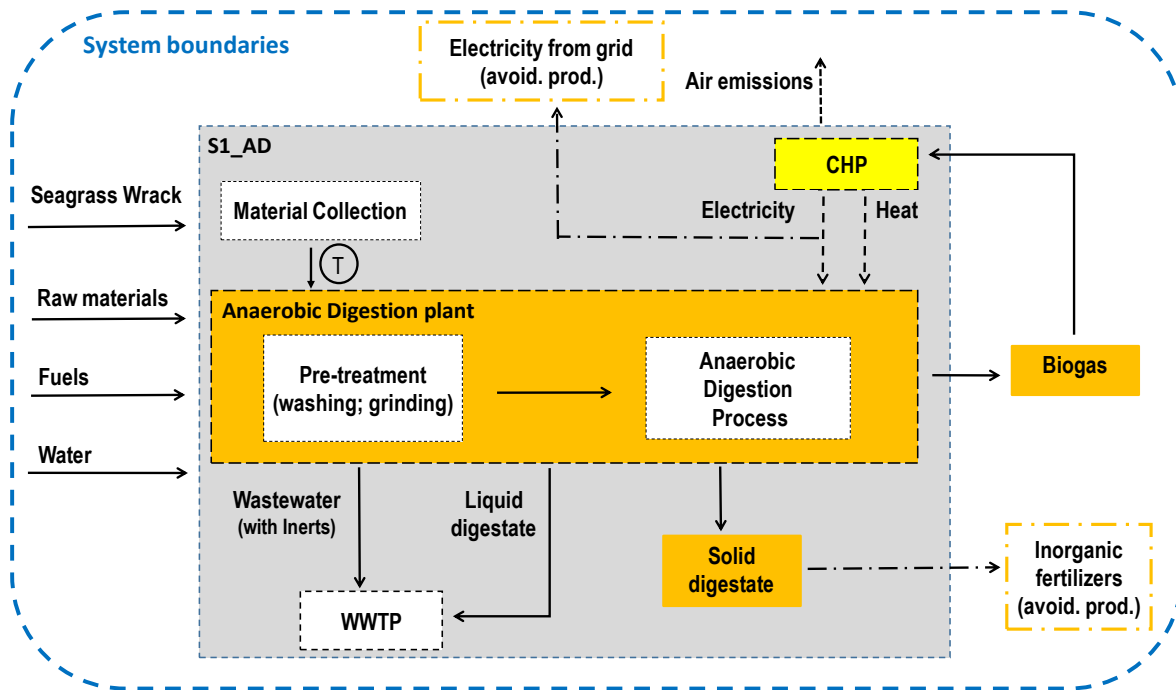 System boundaries
Electricity from grid
(avoid. prod.)
Air emissions
S1_AD
CHP
Seagrass Wrack
Material Collection
Electricity
Heat
T
Raw materials
Anaerobic Digestion plant
Fuels
Pre-treatment
(washing; grinding)
Anaerobic
Digestion
Process
Biogas
Water
Wastewater
(with Inerts)
Liquid
digestate
Solid
digestate
Inorganic
fertilizers
(avoid. prod.)
WWTP